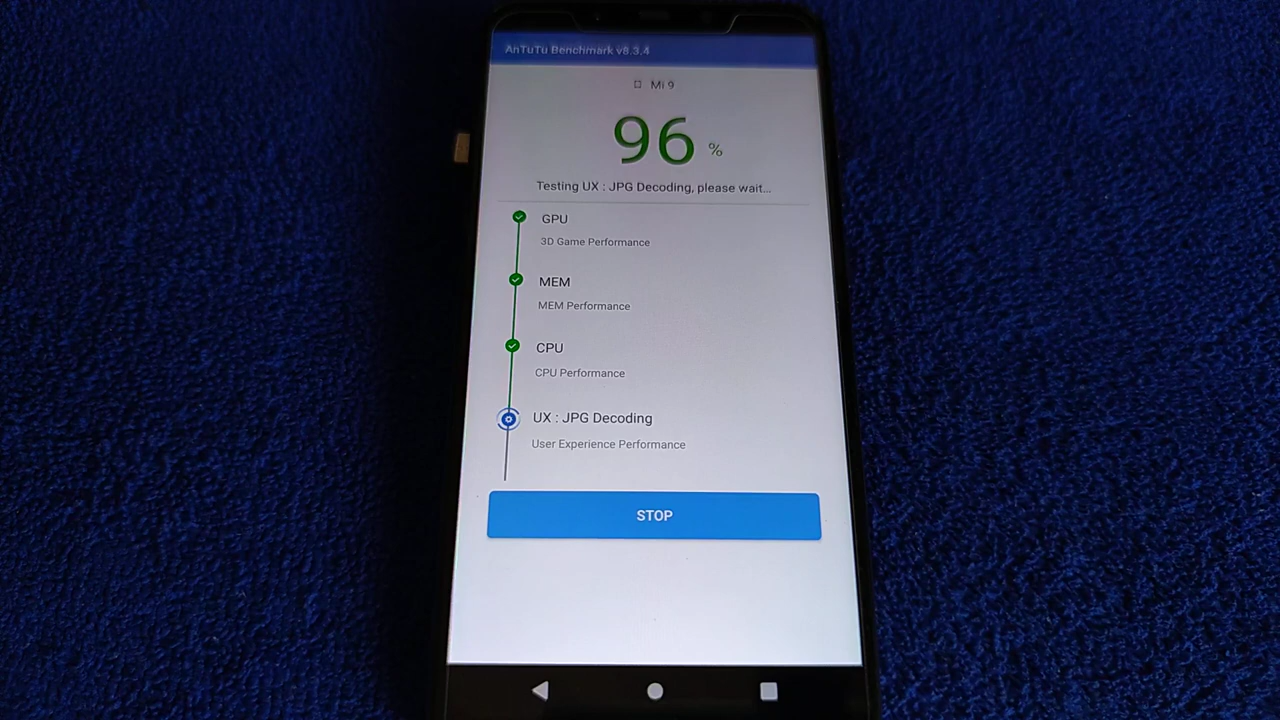 AnTuTu Benchmark v8.3.4
Mi 9
96 %
Testing UX : JPG Decoding, please wait...
GPU
3D Game Performance
MEM
MEM Performance
CPU
CPU Performance
UX : JPG Decoding
User Experience Performance
STOP